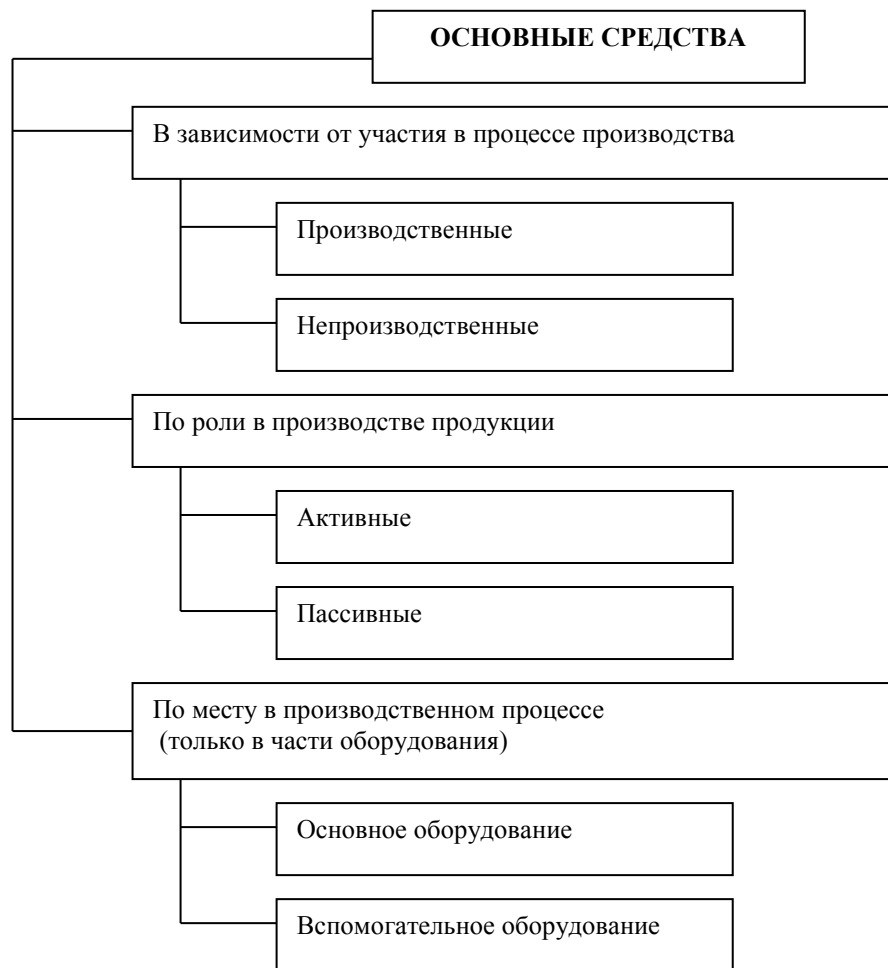 ОСНОВНЫЕ СРЕДСТВА
В зависимости от участия в процессе производства
Производственные
Непроизводственные
По роли в производстве продукции
Активные
Пассивные
По месту в производственном процессе
(только в части оборудования)
Основное оборудование
Вспомогательное оборудование